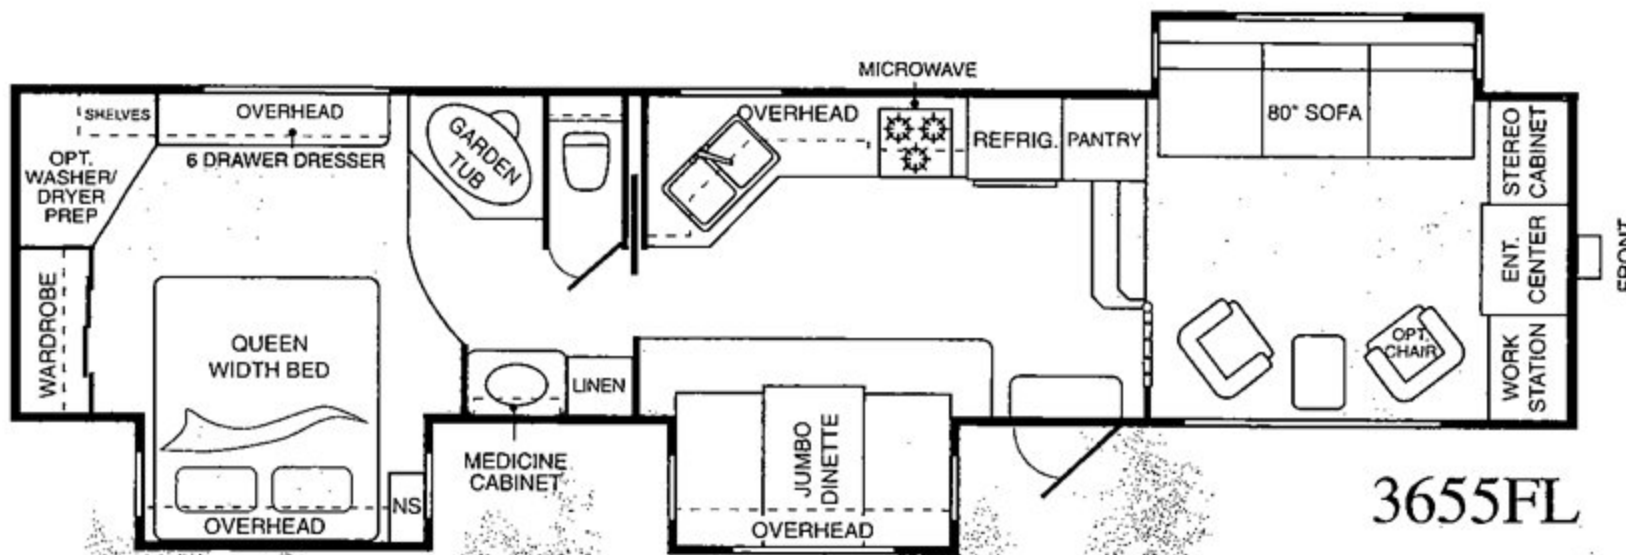 MICROWAVE
SHELVES
OVERHEAD
6 DRAWER DRESSER
OPT.
WASHER/
DRYER
PREP
GARDEN
TUB
OVERHEAD
REFRIG.
PANTRY
80" SOFA
STEREO
CABINET
ENT.
CENTER
WORK
STATION
FRONT
WARDROBE
QUEEN
WIDTH BED
LINEN
OPT.
CHAIR
MEDICINE
CABINET
JUMBO
DINETTE
NS
OVERHEAD
OVERHEAD
3655FL